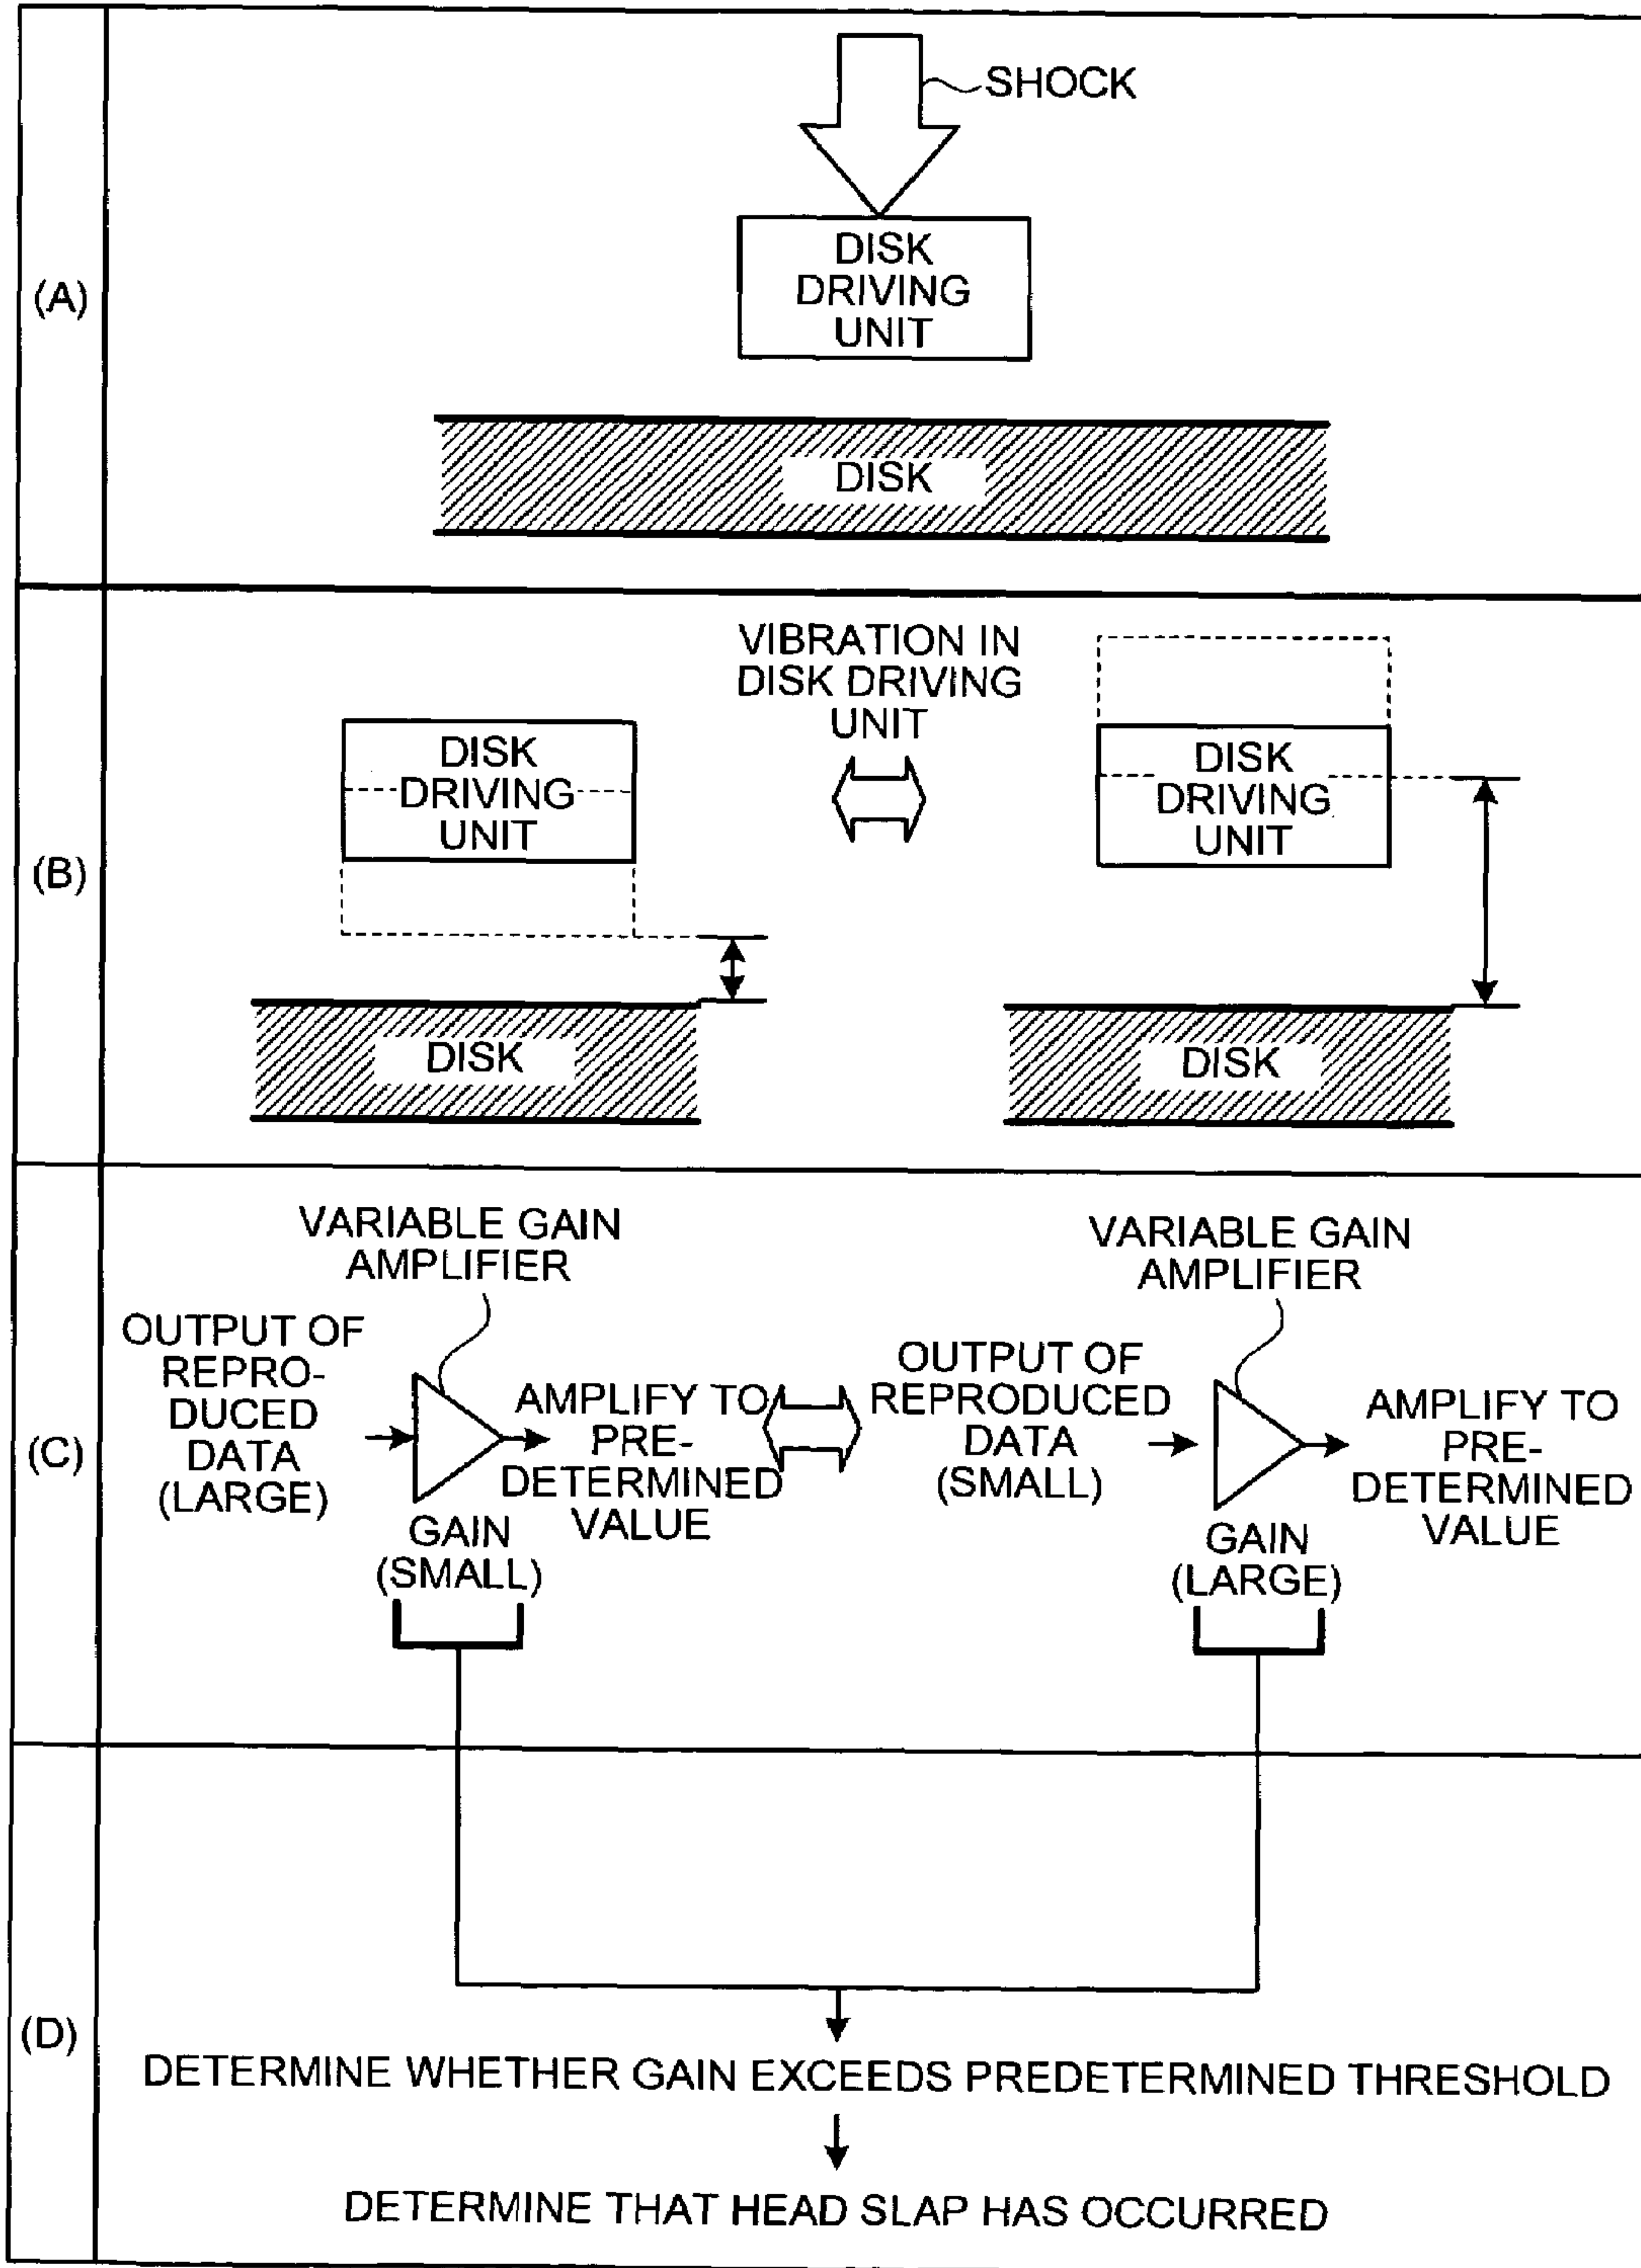 (A)
SHOCK
DISK
DRIVING
UNIT
DISK
(B)
VIBRATION IN
DISK DRIVING
UNIT
DISK
DRIVING
UNIT
DISK
DRIVING
UNIT
DISK
DISK
(C)
VARIABLE GAIN
AMPLIFIER
OUTPUT OF
REPRO-
DUCED
DATA
(LARGE)
AMPLIFY TO
PRE-
DETERMINED
VALUE
GAIN
(SMALL)
VARIABLE GAIN
AMPLIFIER
OUTPUT OF
REPRODUCED
DATA
(SMALL)
AMPLIFY TO
PRE-
DETERMINED
VALUE
GAIN
(LARGE)
(D)
DETERMINE WHETHER GAIN EXCEEDS PREDETERMINED THRESHOLD
DETERMINE THAT HEAD SLAP HAS OCCURRED